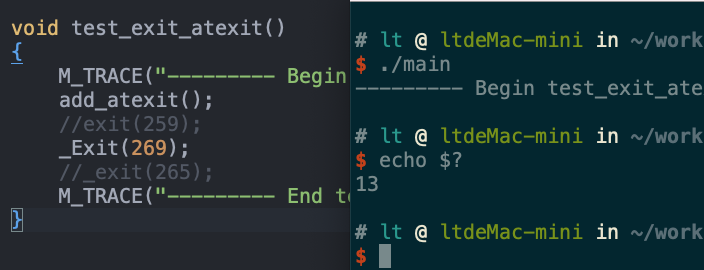 void test_exit_atexit()
{
M_TRACE("--------- Begin
add_atexit();
//exit(259);
_Exit(269);
//_exit(265);
M_TRACE("--------- End te
}
# lt @ ltdeMac-mini in ~/work
$ ./main
--------- Begin test_exit_ate
# lt @ ltdeMac-mini in ~/work
$ echo $?
13
# lt @ ltdeMac-mini in ~/work
$